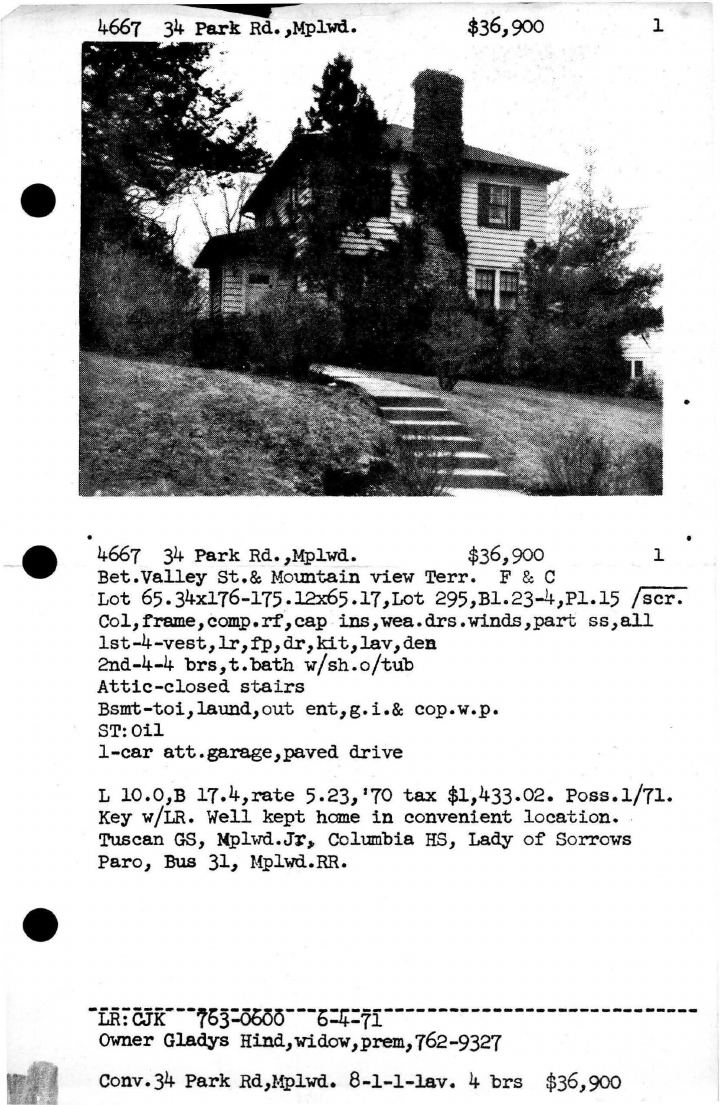 4667 34 Park Rd.,Mplwd. $36,900 1
4667 34 Park Rd.,Mplwd. $36,900 1
Bet.Valley St.& Mountain view Terr. F & C
Lot 65.34x176-175.12x65.17,Lot 295,Bl.23-4,Pl.15 /scr.
Col,frame,comp.rf,cap ins,wea.drs.winds,part ss,all
1st-4-vest,lr,fp,dr,kit,lav,den
2nd-4-4 brs,t.bath w/sh.o/tub
Attic-closed stairs
Bsmt-toi,laund,out ent,g.i.& cop.w.p.
ST:Oil
1-car att.garage,paved drive
L 10.0,B 17.4,rate 5.23,'70 tax $1,433.02. Poss.1/71.
Key w/LR. Well kept home in convenient location.
Tuscan GS, Mplwd.Jr, Columbia HS, Lady of Sorrows
Paro, Bus 31, Mplwd.RR.
LR:CJK 763-0600 6-4-71
Owner Gladys Hind,widow,prem,762-9327
Conv.34 Park Rd,Mplwd. 8-1-1-lav. 4 brs $36,900